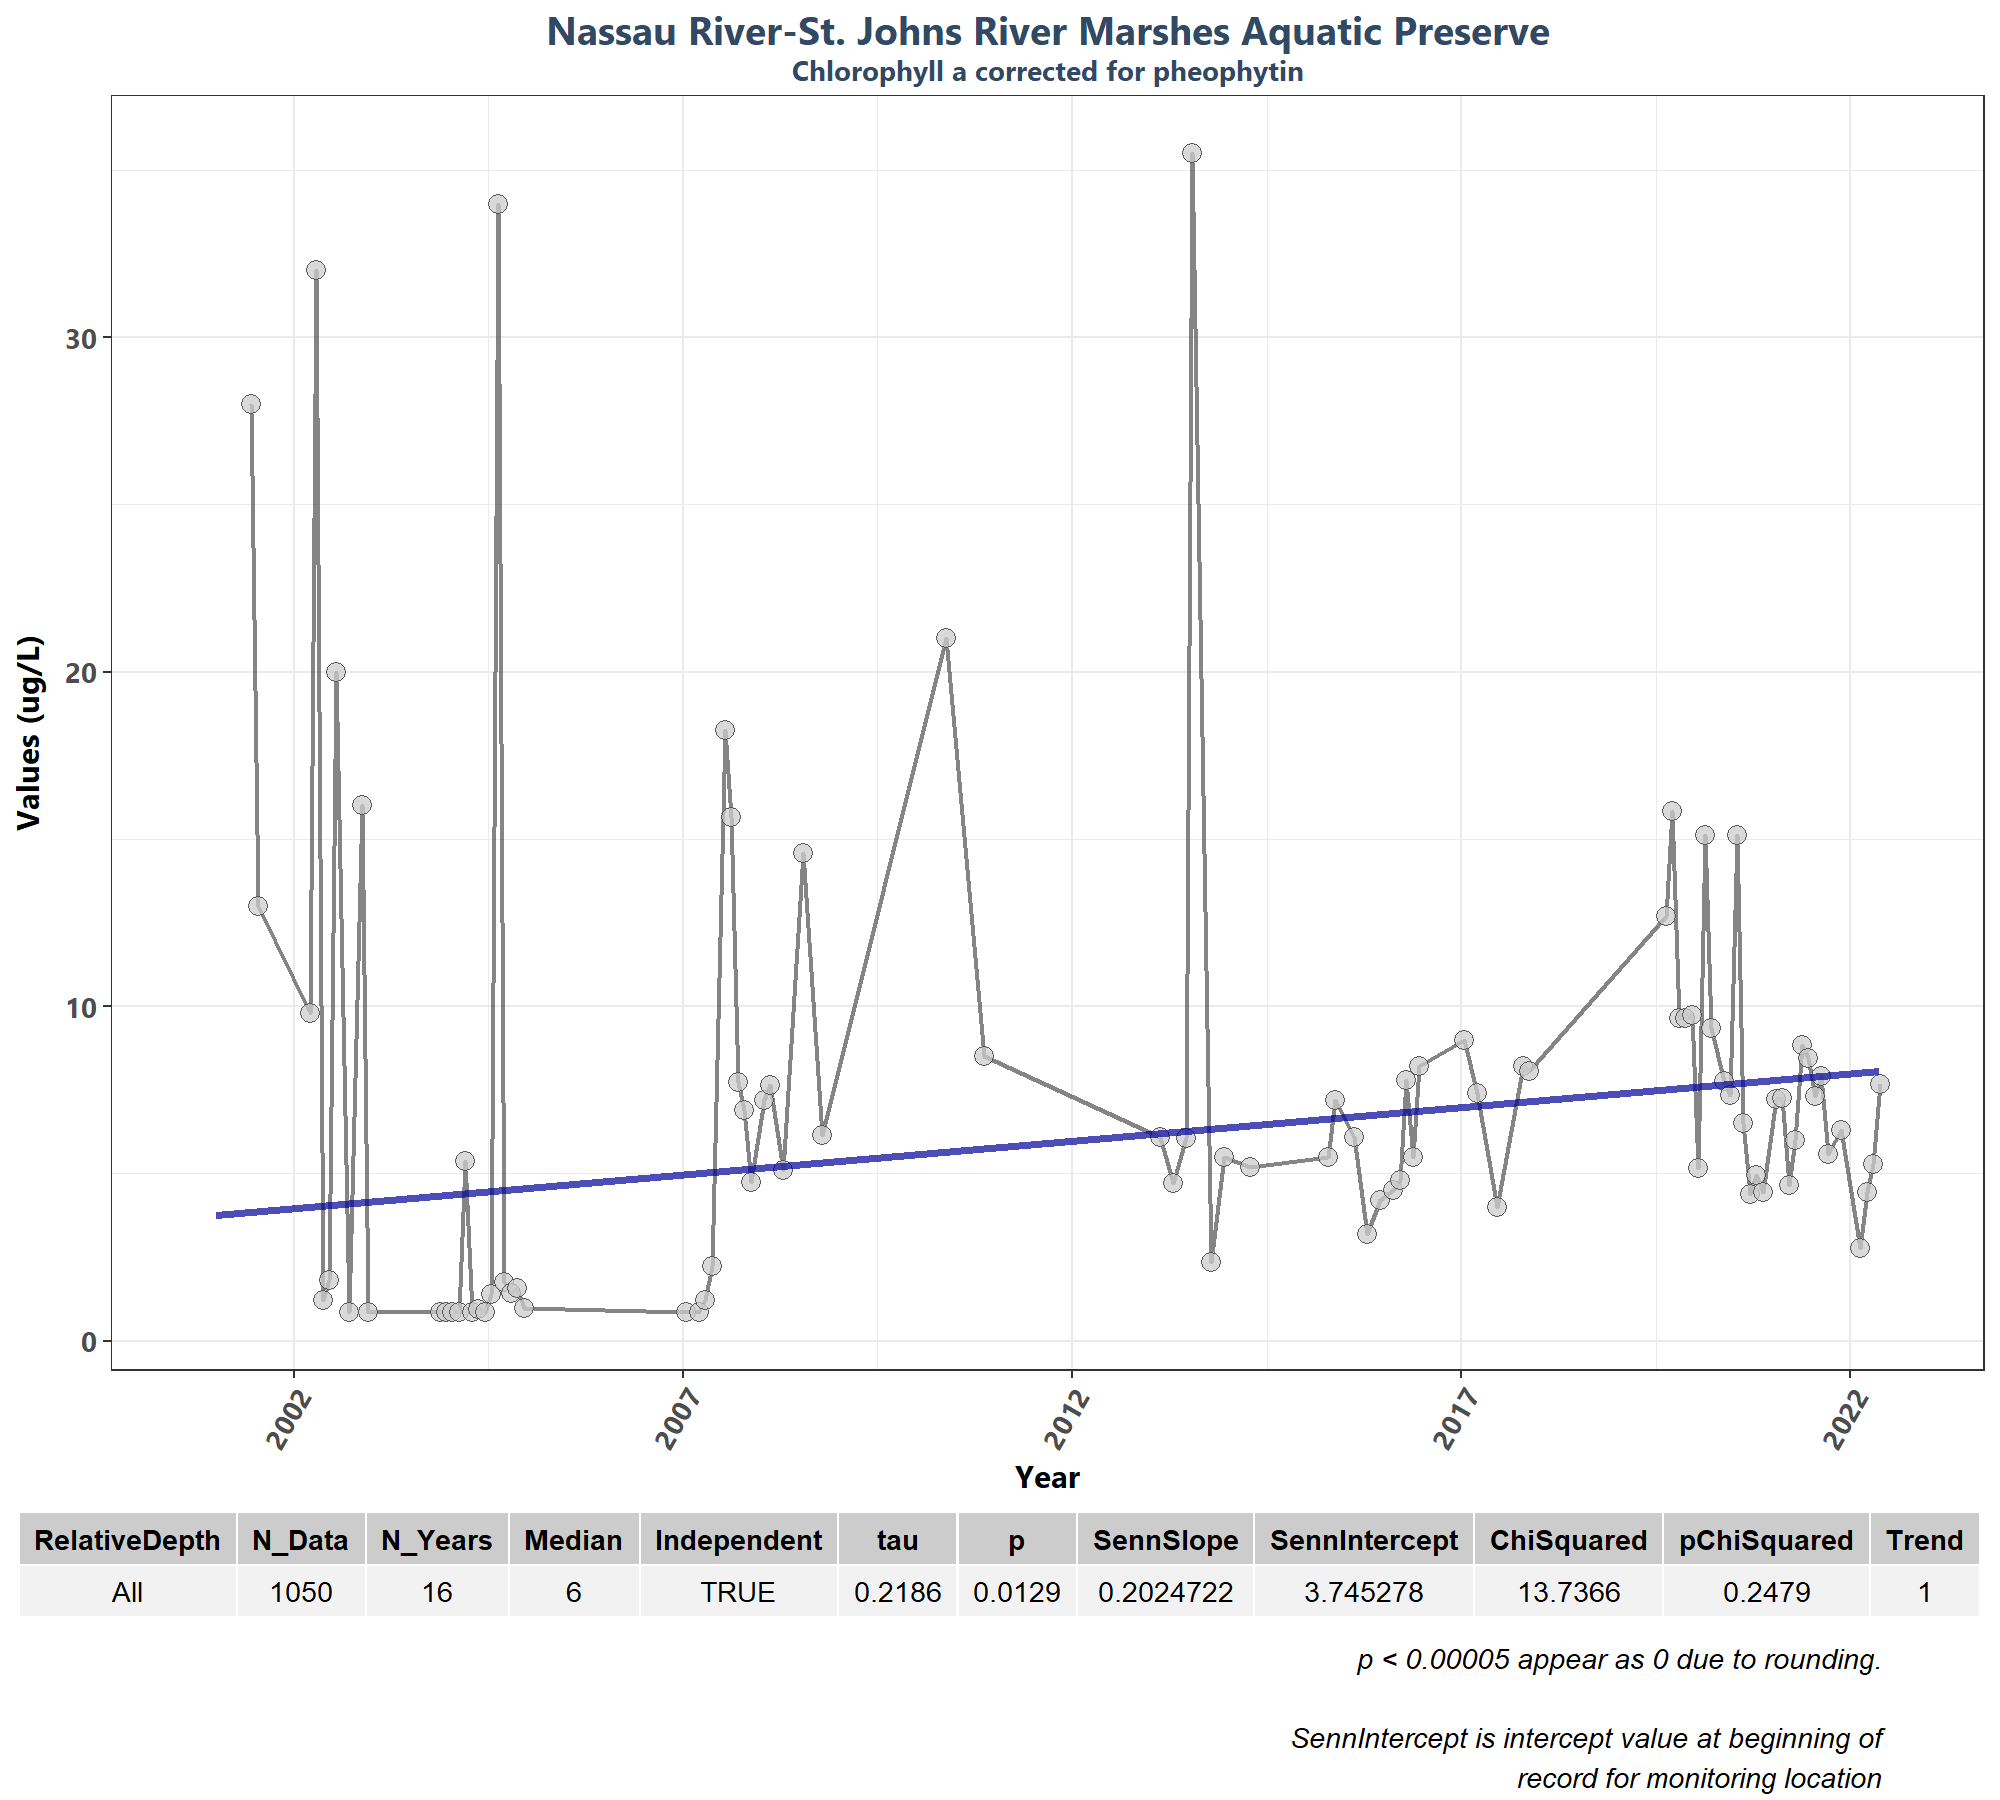 Nassau River-St. Johns River Marshes Aquatic Preserve
Chlorophyll a corrected for pheophytin
Values (ug/L)
30
20
10
0
2002
2007
2012
2017
2022
Year
RelativeDepth N_Data N_Years Median Independent tau p SennSlope SennIntercept ChiSquared pChiSquared Trend
All 1050 16 6 TRUE 0.2186 0.0129 0.2024722 3.745278 13.7366 0.2479 1
p < 0.00005 appear as 0 due to rounding.
SennIntercept is intercept value at beginning of
record for monitoring location